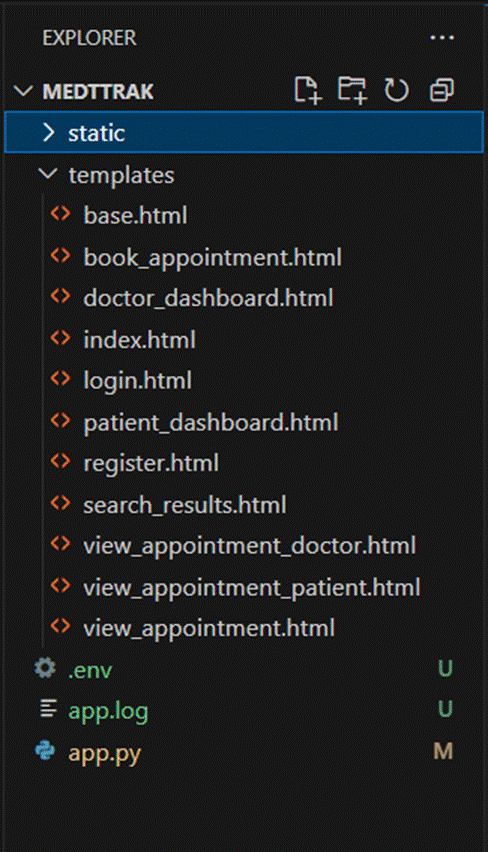 EXPLORER ...
MEDTTRAK
static
templates
base.html
book_appointment.html
doctor_dashboard.html
index.html
login.html
patient_dashboard.html
register.html
search_results.html
view_appointment_doctor.html
view_appointment_patient.html
view_appointment.html
.env U
app.log U
app.py M